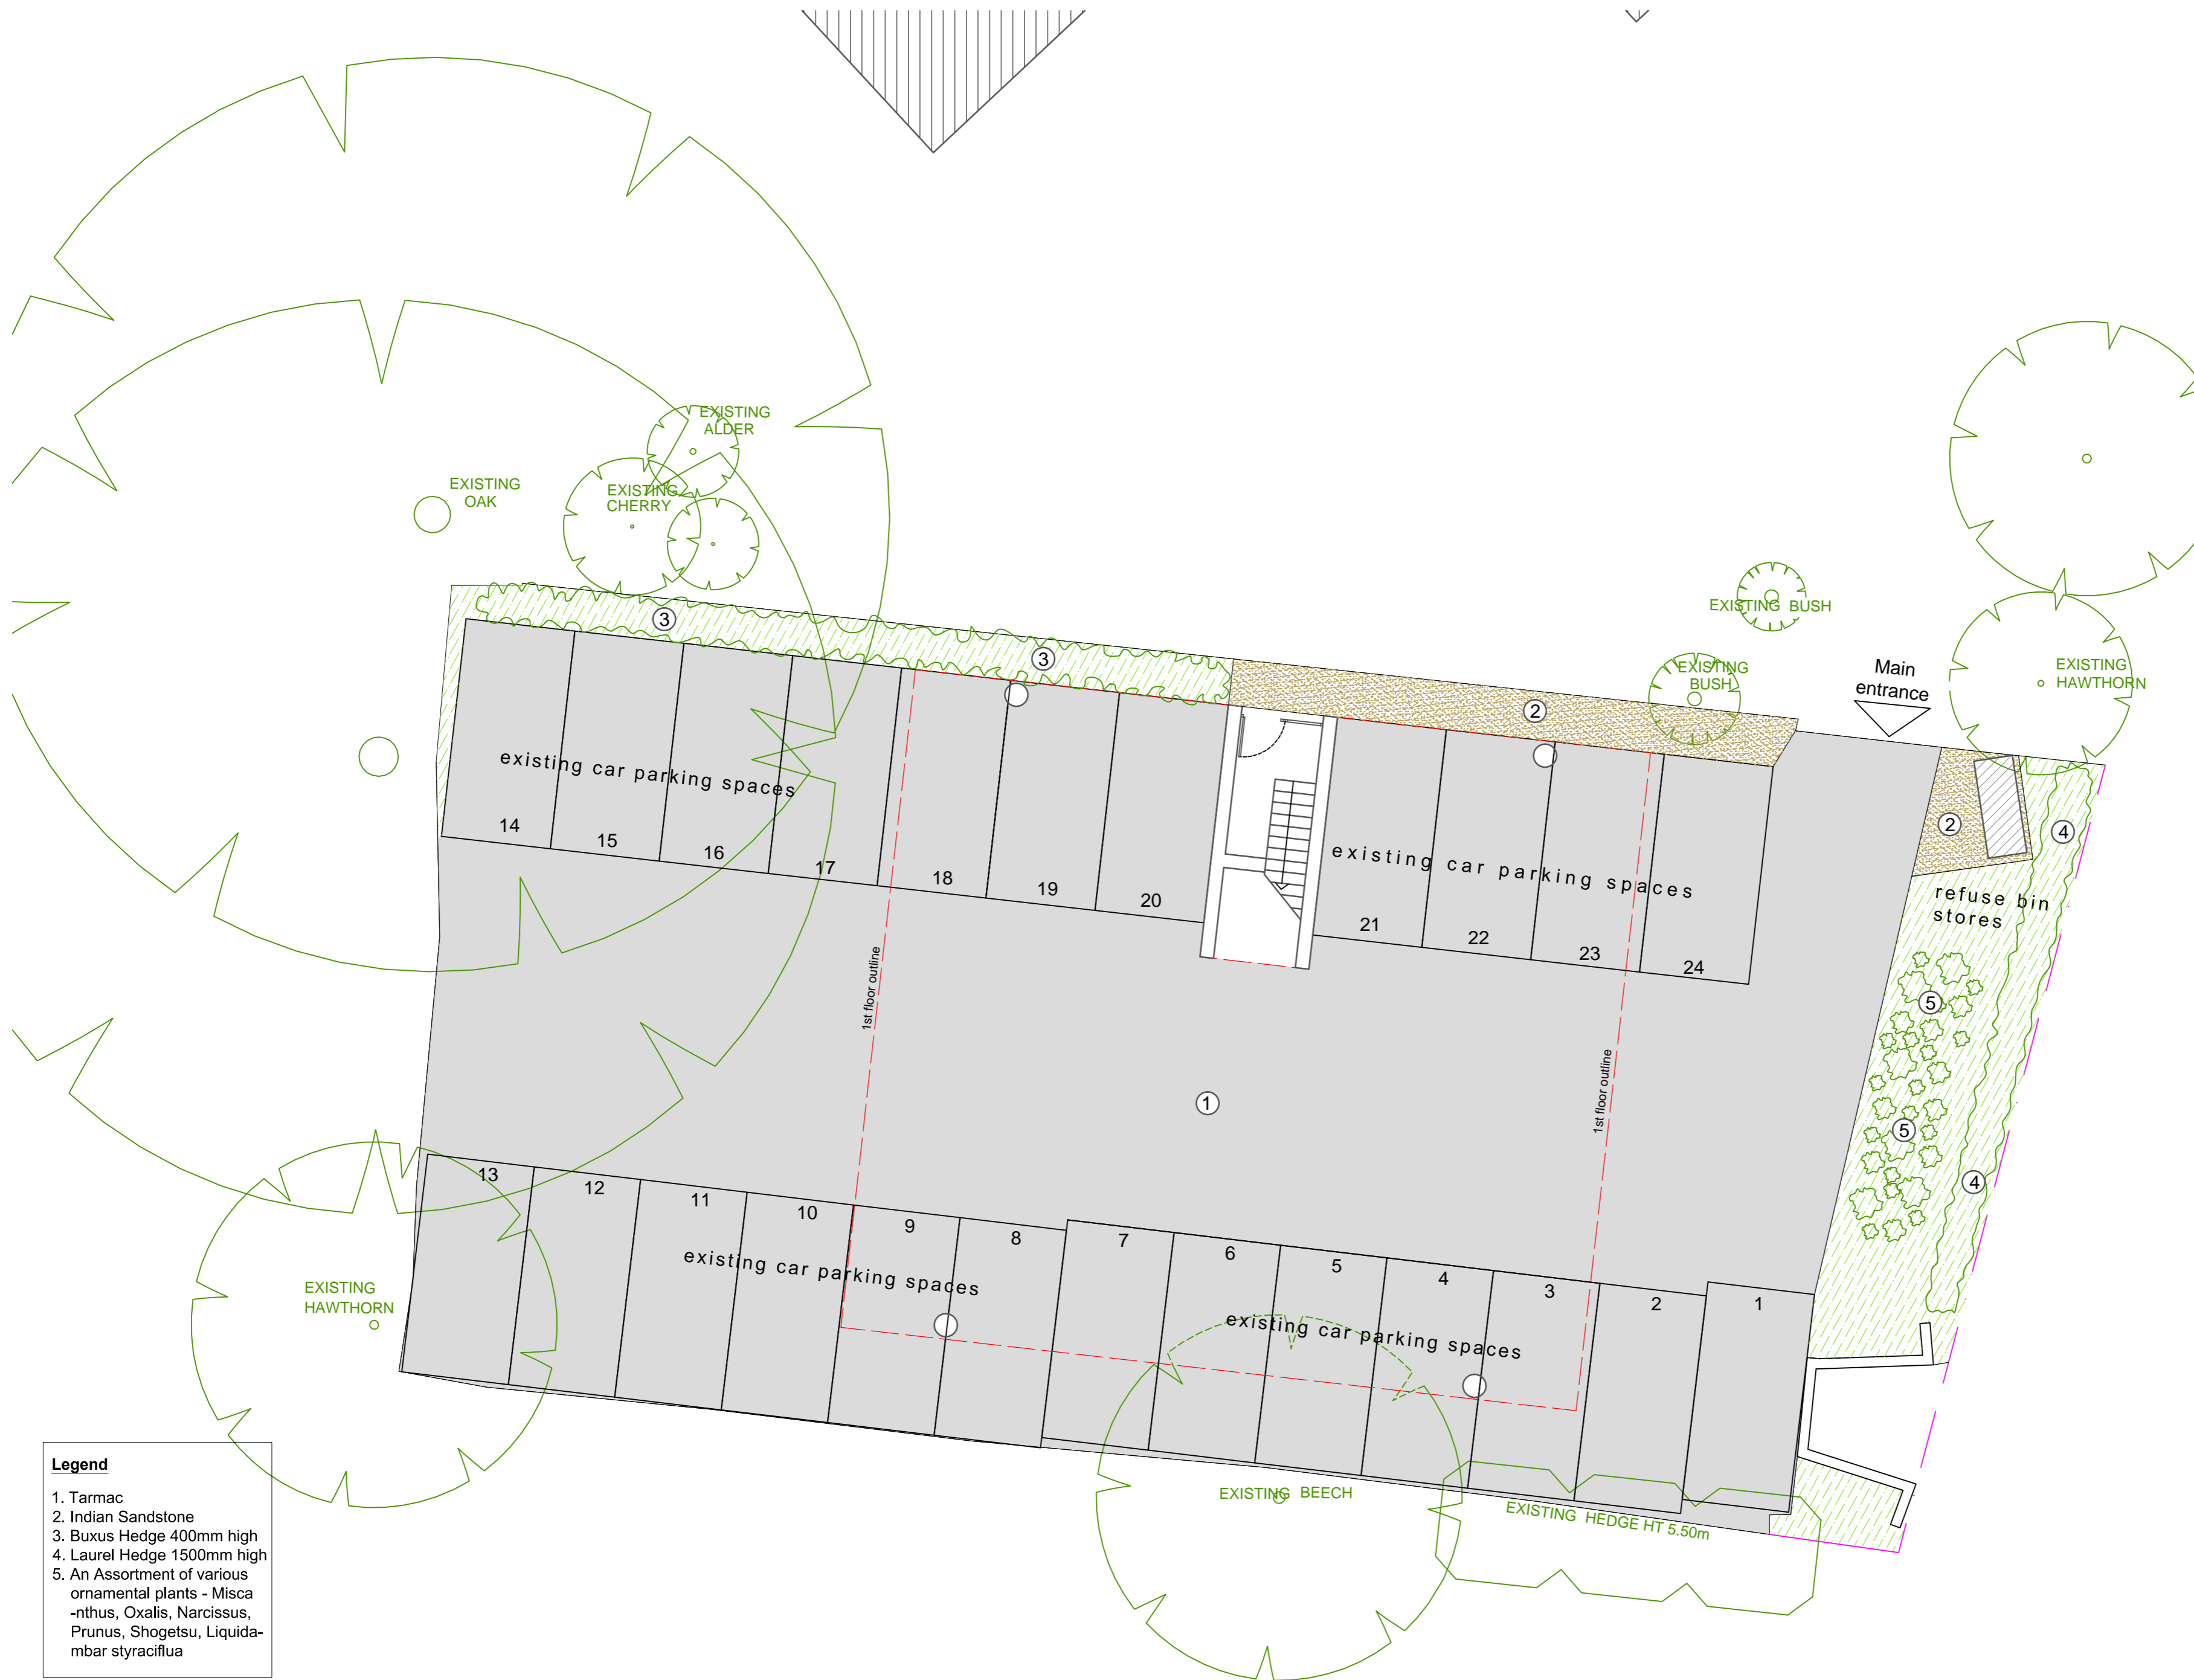 EXISTING
ALDER
EXISTING
OAK
EXISTING
CHERRY
EXISTING BUSH
EXISTING
BUSH
Main
entrance
EXISTING
HAWTHORN
3
3
2
2
4
existing car parking spaces
14
15
16
17
18
19
20
existing car parking spaces
21
22
23
24
refuse bin
stores
5
5
4
1st floor outline
1st floor outline
1
13
12
11
10
9
8
7
6
5
4
3
2
1
existing car parking spaces
existing car parking spaces
EXISTING
HAWTHORN
EXISTING BEECH
EXISTING HEDGE HT 5.50m
Legend
1. Tarmac
2. Indian Sandstone
3. Buxus Hedge 400mm high
4. Laurel Hedge 1500mm high
5. An Assortment of various
ornamental plants - Misca
-nthus, Oxalis, Narcissus,
Prunus, Shogetsu, Liquida-
mbar styraciflua